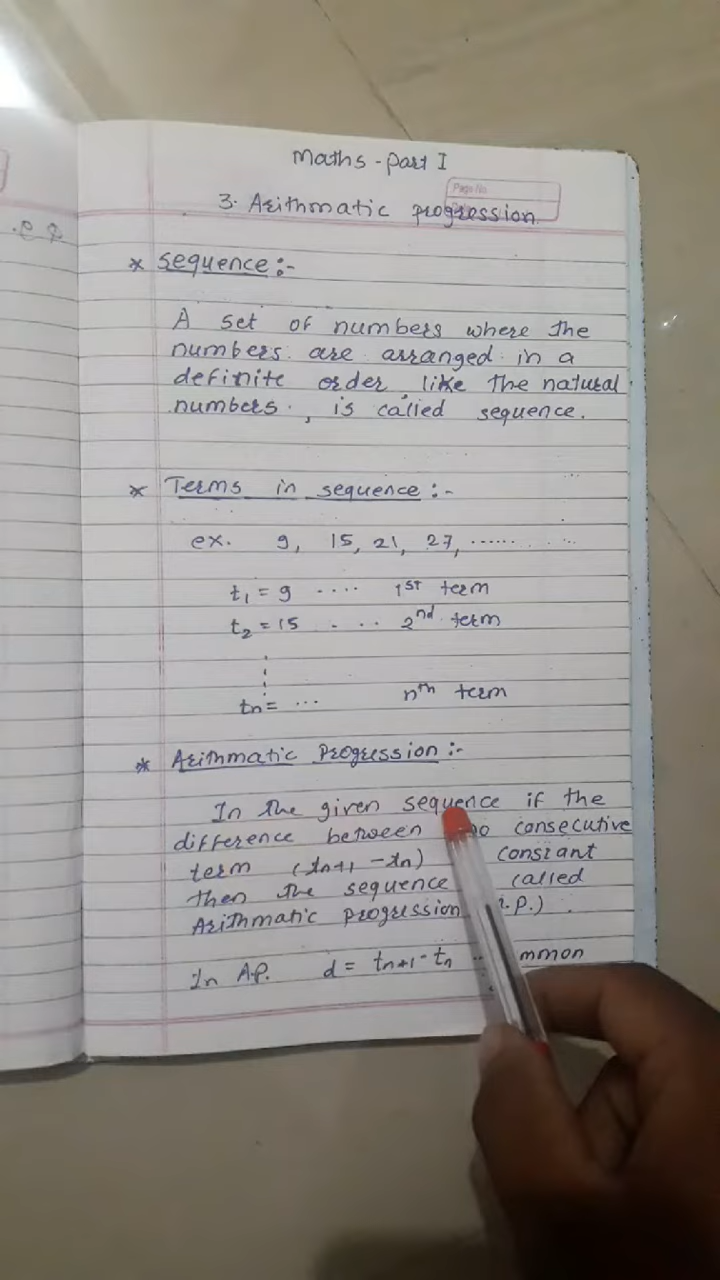 Maths - Part I
Page No
3. Arithmatic progression
* Sequence :-
A set of numbers where the
numbers are arranged in a
definite order, like the natural
numbers, is called sequence.
* Terms in sequence :-
ex. 9, 15, 21, 27, ......
t₁ = 9 .... 1st term
t₂ = 15 .... 2nd term
tn = ... nth term
* Arithmatic Progression :-
In the given sequence if the
difference between consecutive
term (tn+1 - tn) constant
then the sequence called
Arithmatic progression .P.)
In A.P. d = tn+1 - tn .. mmon